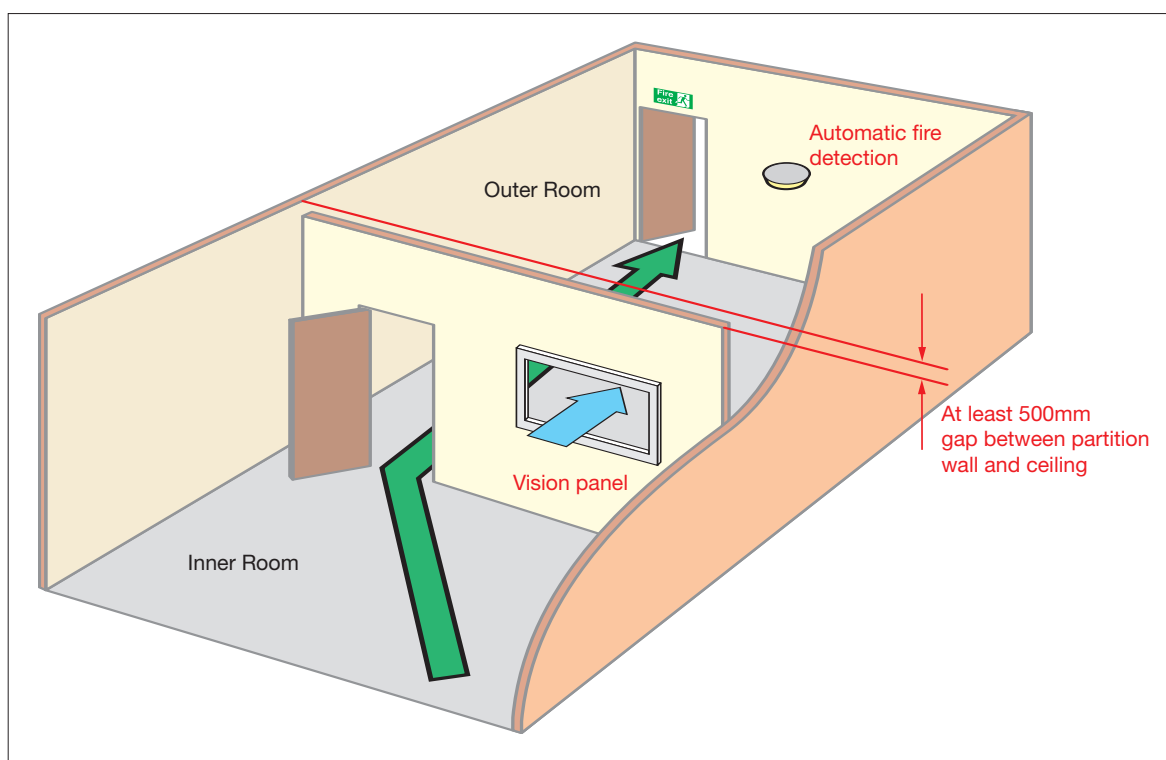 Fire
exit
Automatic fire
detection
Outer Room
At least 500mm
gap between partition
wall and ceiling
Vision panel
Inner Room